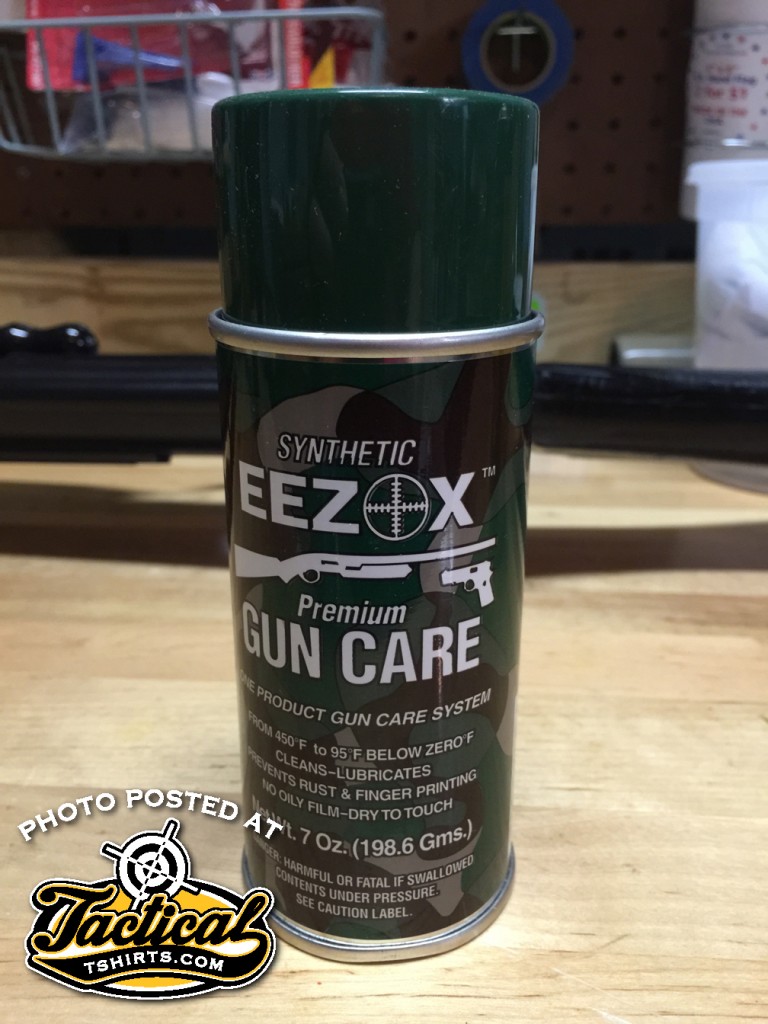 SYNTHETIC
EEZOX™
Premium
GUN CARE
ONE PRODUCT GUN CARE SYSTEM
FROM 450°F to 95°F BELOW ZERO°F
CLEANS–LUBRICATES
PREVENTS RUST & FINGER PRINTING
NO OILY FILM–DRY TO TOUCH
Net Wt. 7 Oz. (198.6 Gms.)
DANGER: HARMFUL OR FATAL IF SWALLOWED
CONTENTS UNDER PRESSURE.
SEE CAUTION LABEL.
PHOTO POSTED AT
Tactical
TSHIRTS.COM